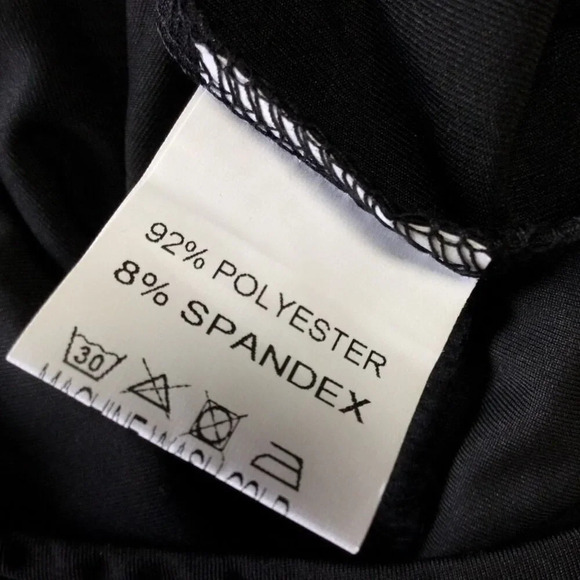 92% POLYESTER
8% SPANDEX
30
MACHINE WASH COLD